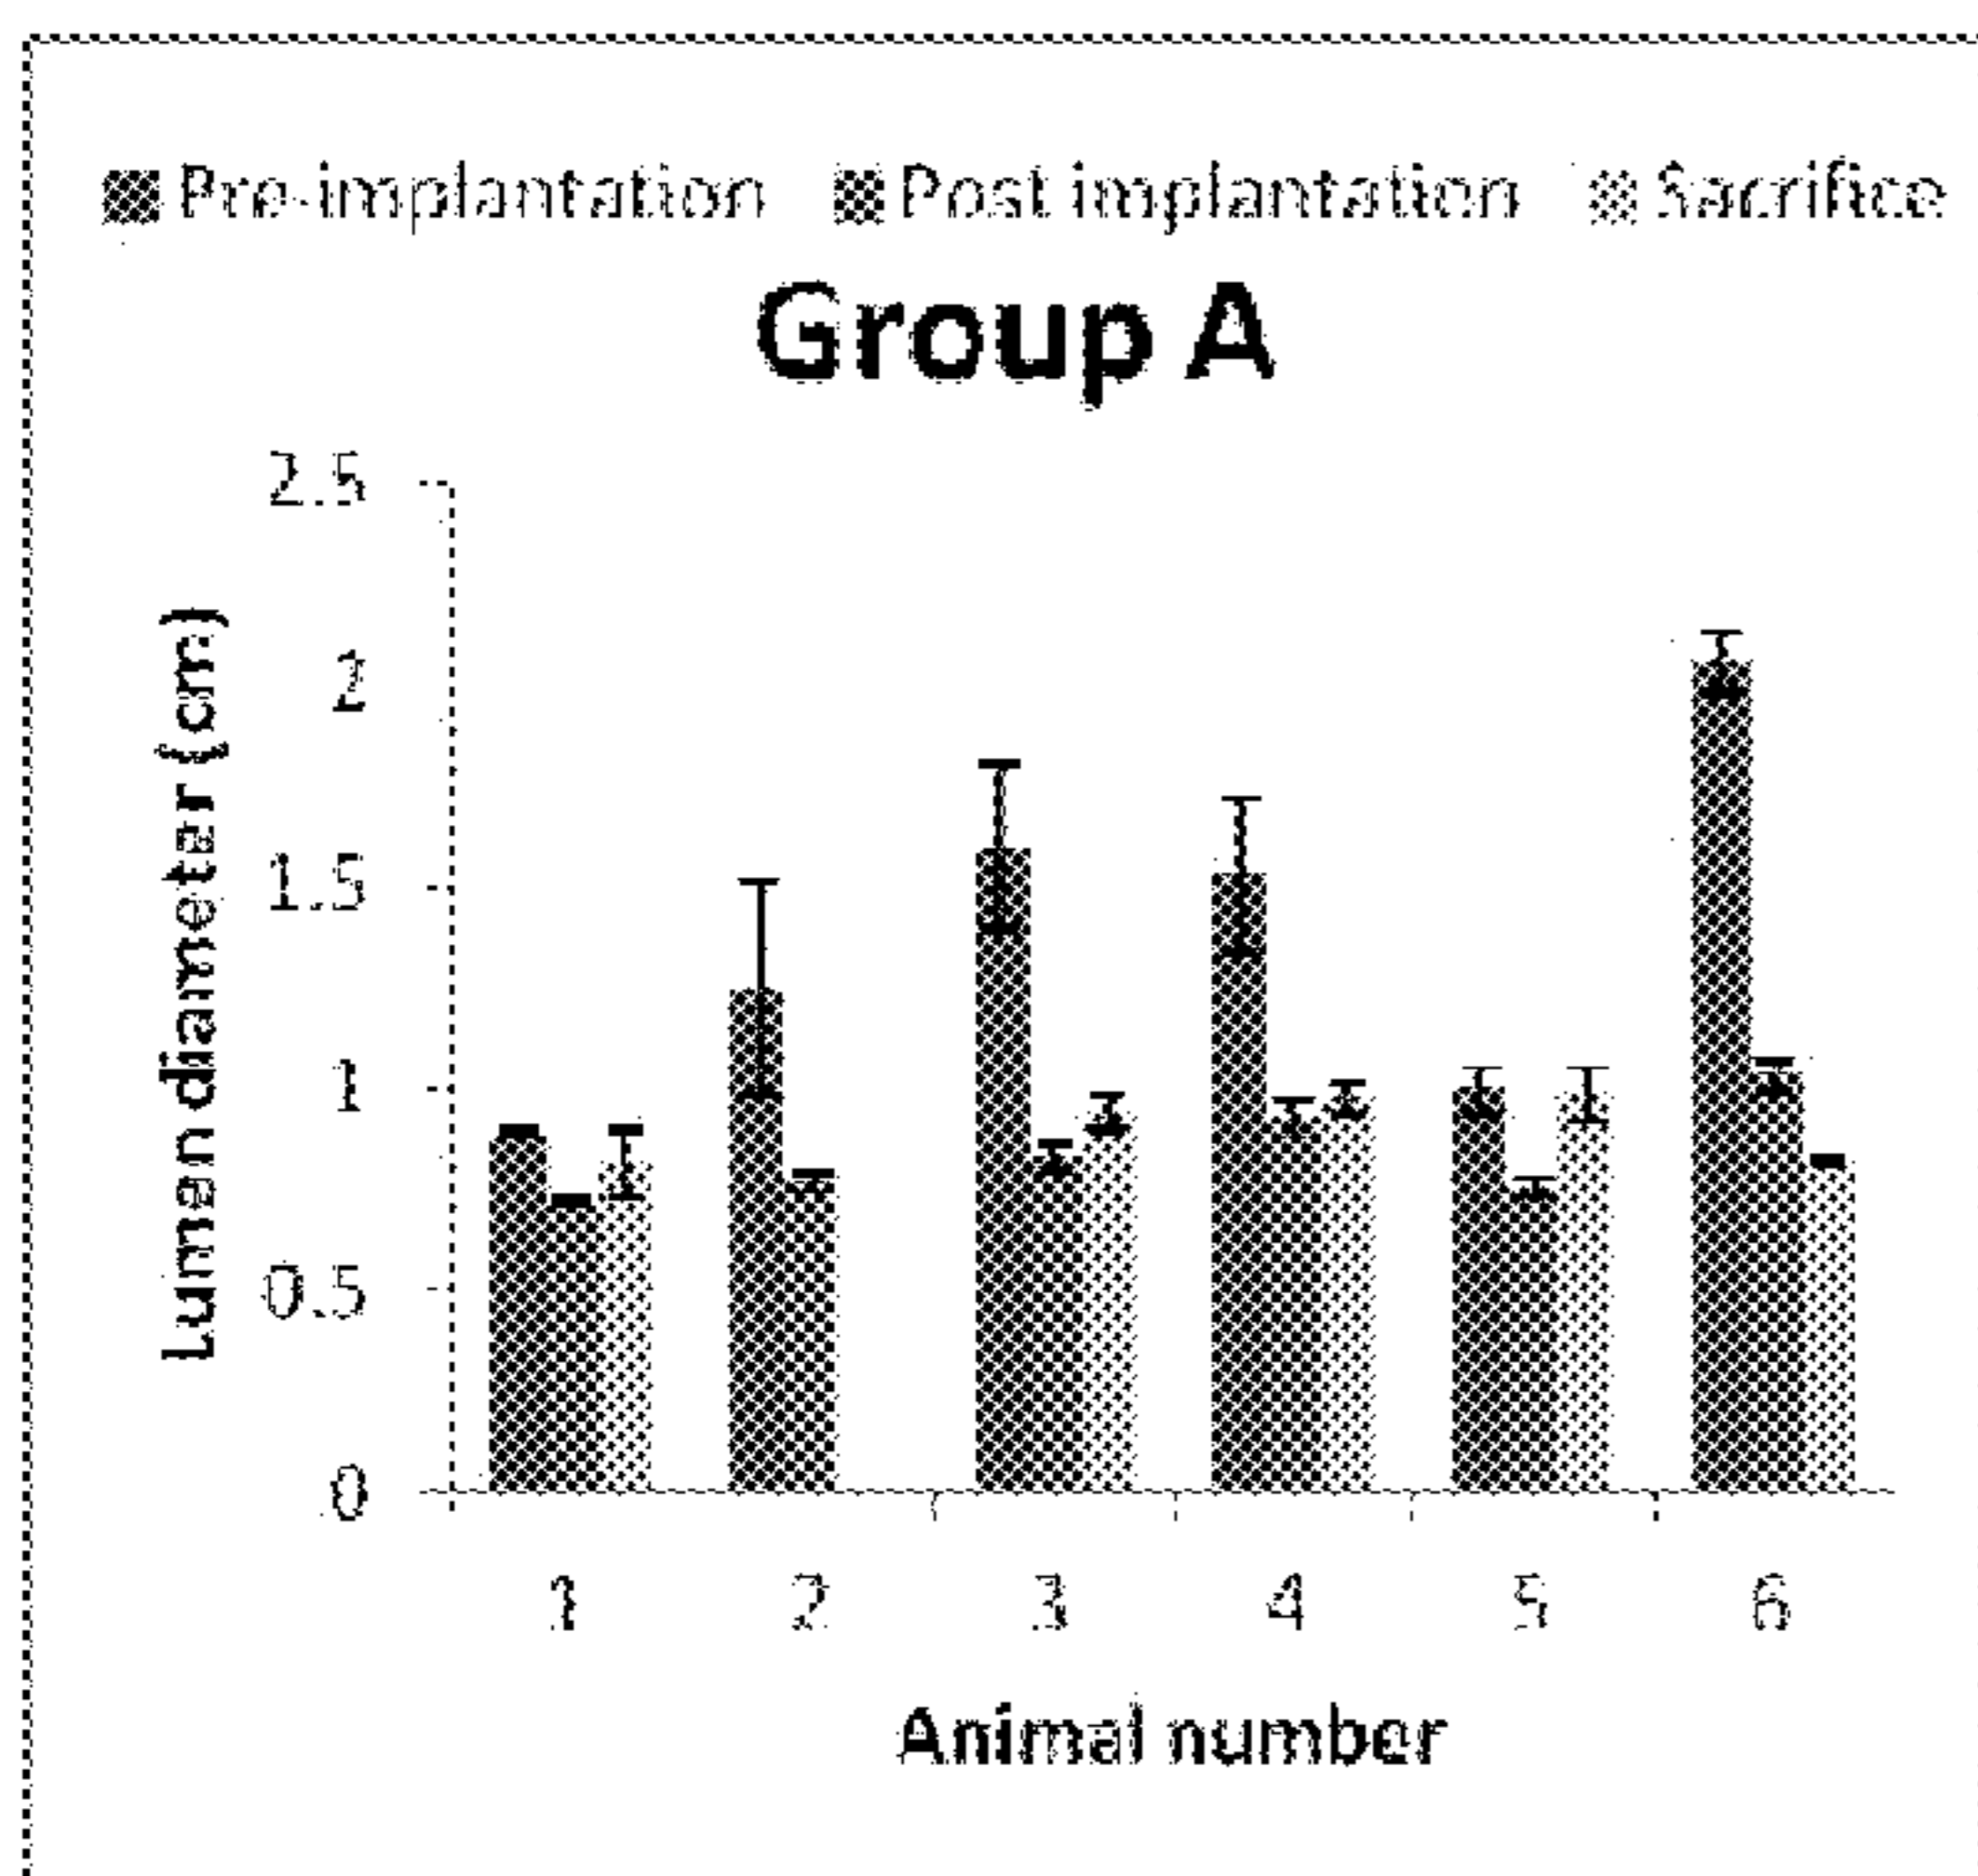 Pre-implantation Post implantation Sacrifice
Group A
Lumen diameter (cm)
2.5
2
1.5
1
0.5
0
1 2 3 4 5 6
Animal number